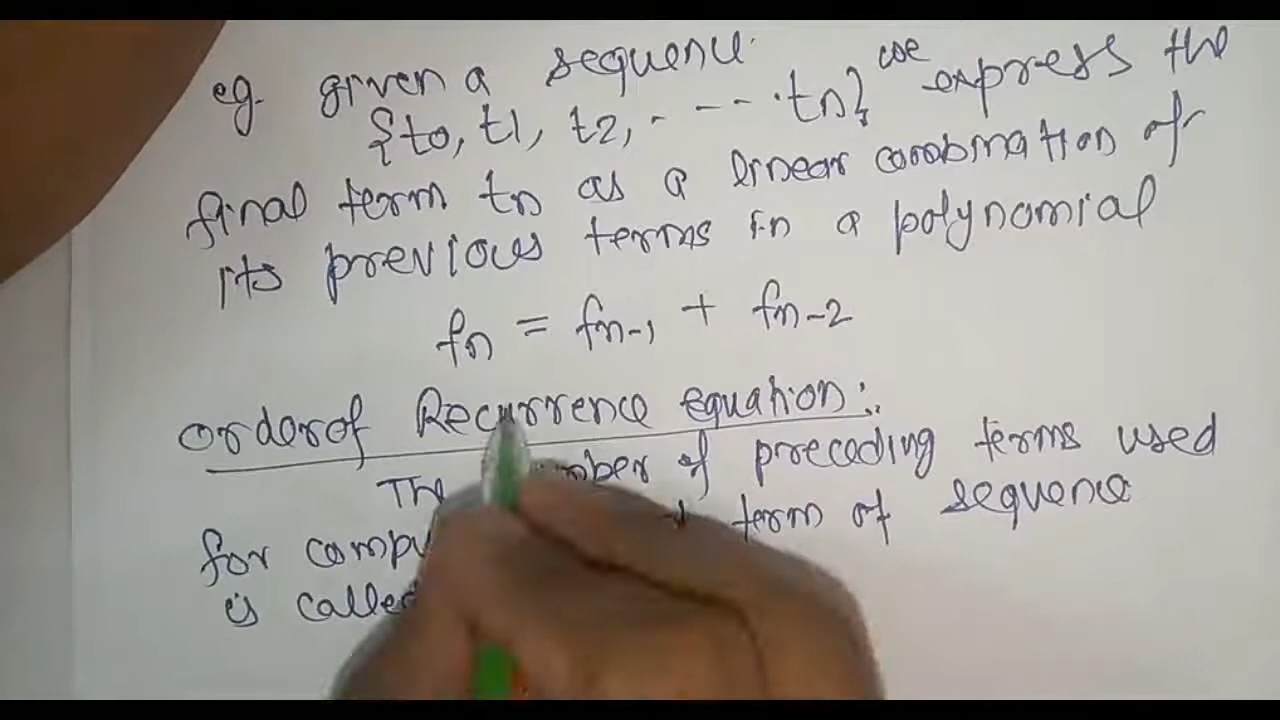 eg. given a sequence
{to, t1, t2, - - - - . tn} we express the
final term tn as a linear combination of
its previous terms in a polynomial
fn = fn-1 + fn-2
order of Recurrence equation:
The of preceding terms used
for term of sequence
is called